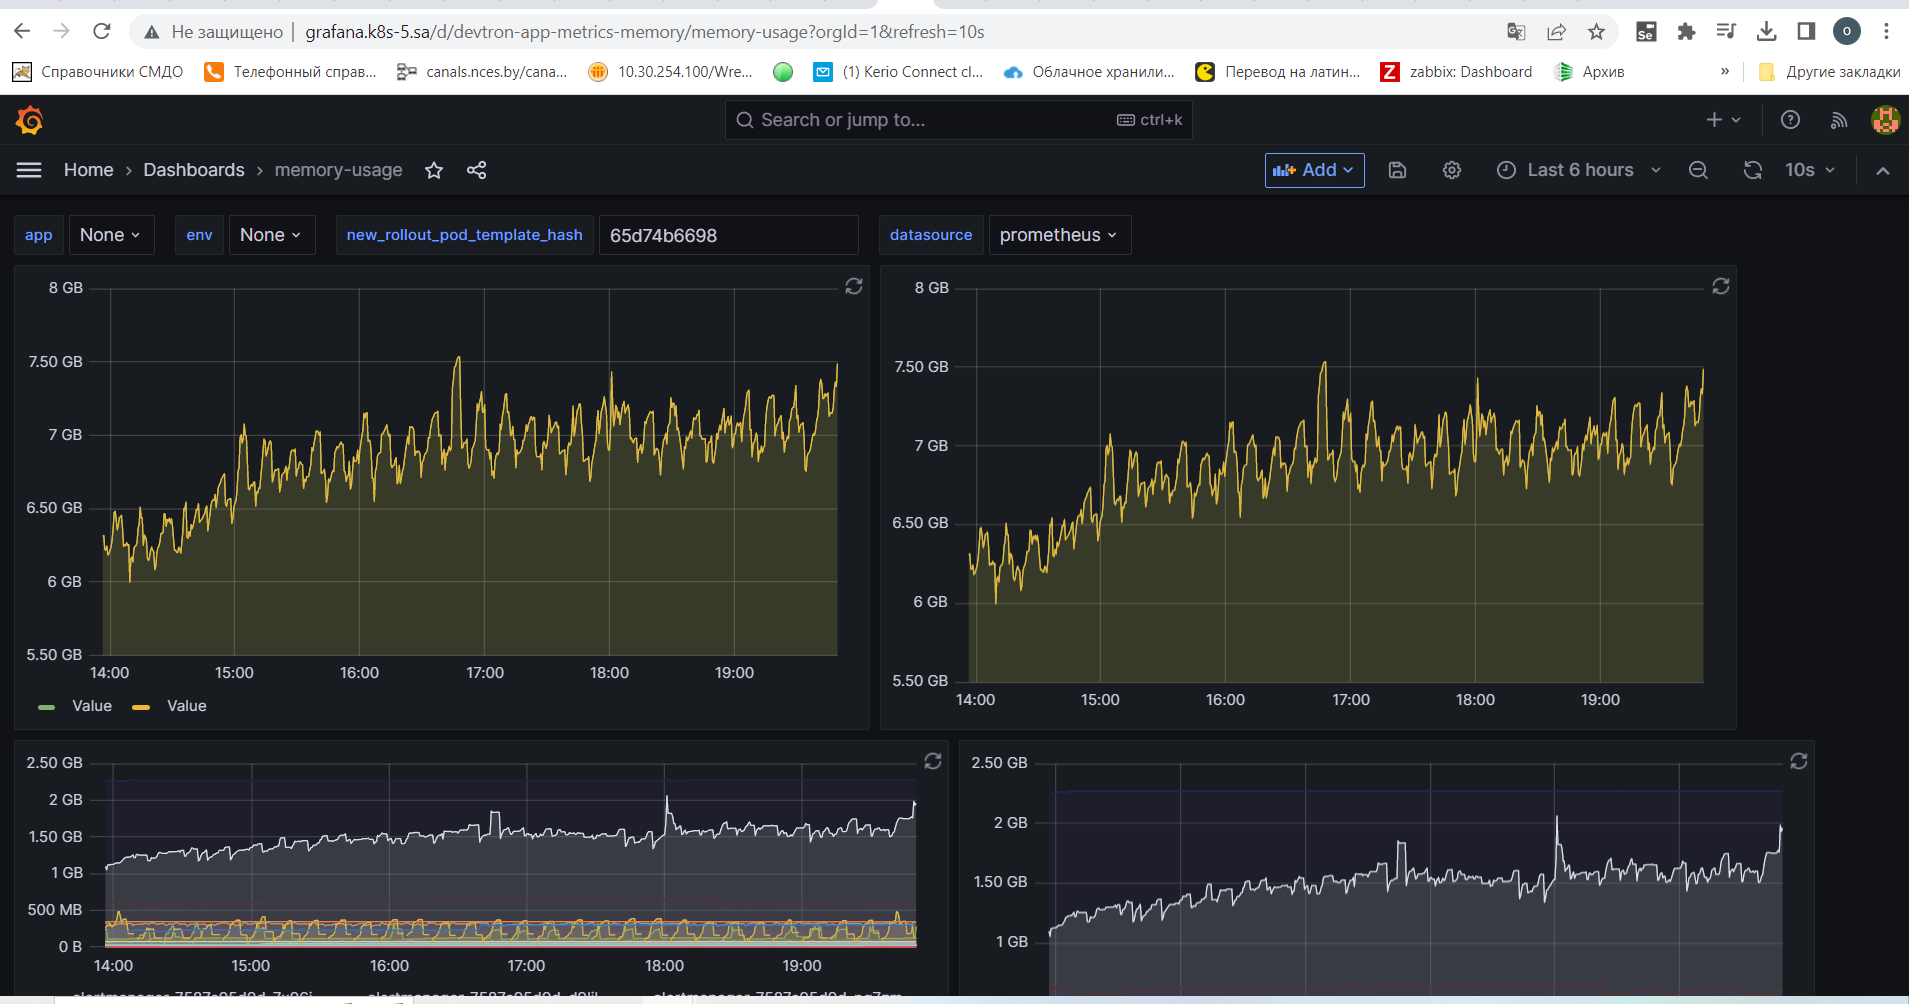 Не защищено | grafana.k8s-5.sa/d/devtron-app-metrics-memory/memory-usage?orgId=1&refresh=10s
Se
O
Справочники СМДО Телефонный справ... canals.nces.by/cana... 10.30.254.100/Wre... (1) Kerio Connect cl... Облачное хранили... Перевод на латин... Z zabbix: Dashboard Архив » Другие закладки
Search or jump to... ctrl+k
Home › Dashboards › memory-usage Add Last 6 hours 10s
app None env None new_rollout_pod_template_hash 65d74b6698 datasource prometheus
8 GB
7.50 GB
7 GB
6.50 GB
6 GB
5.50 GB
14:00 15:00 16:00 17:00 18:00 19:00
Value Value
8 GB
7.50 GB
7 GB
6.50 GB
6 GB
5.50 GB
14:00 15:00 16:00 17:00 18:00 19:00
2.50 GB
2 GB
1.50 GB
1 GB
500 MB
0 B
14:00 15:00 16:00 17:00 18:00 19:00
2.50 GB
2 GB
1.50 GB
1 GB